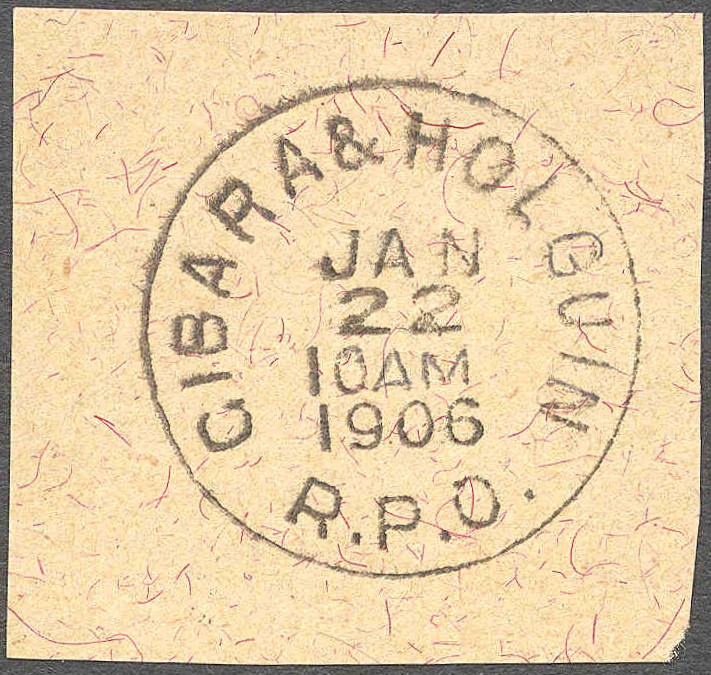 GIBARA & HOLGUIN
JAN
22
10AM
1906
R.P.O.